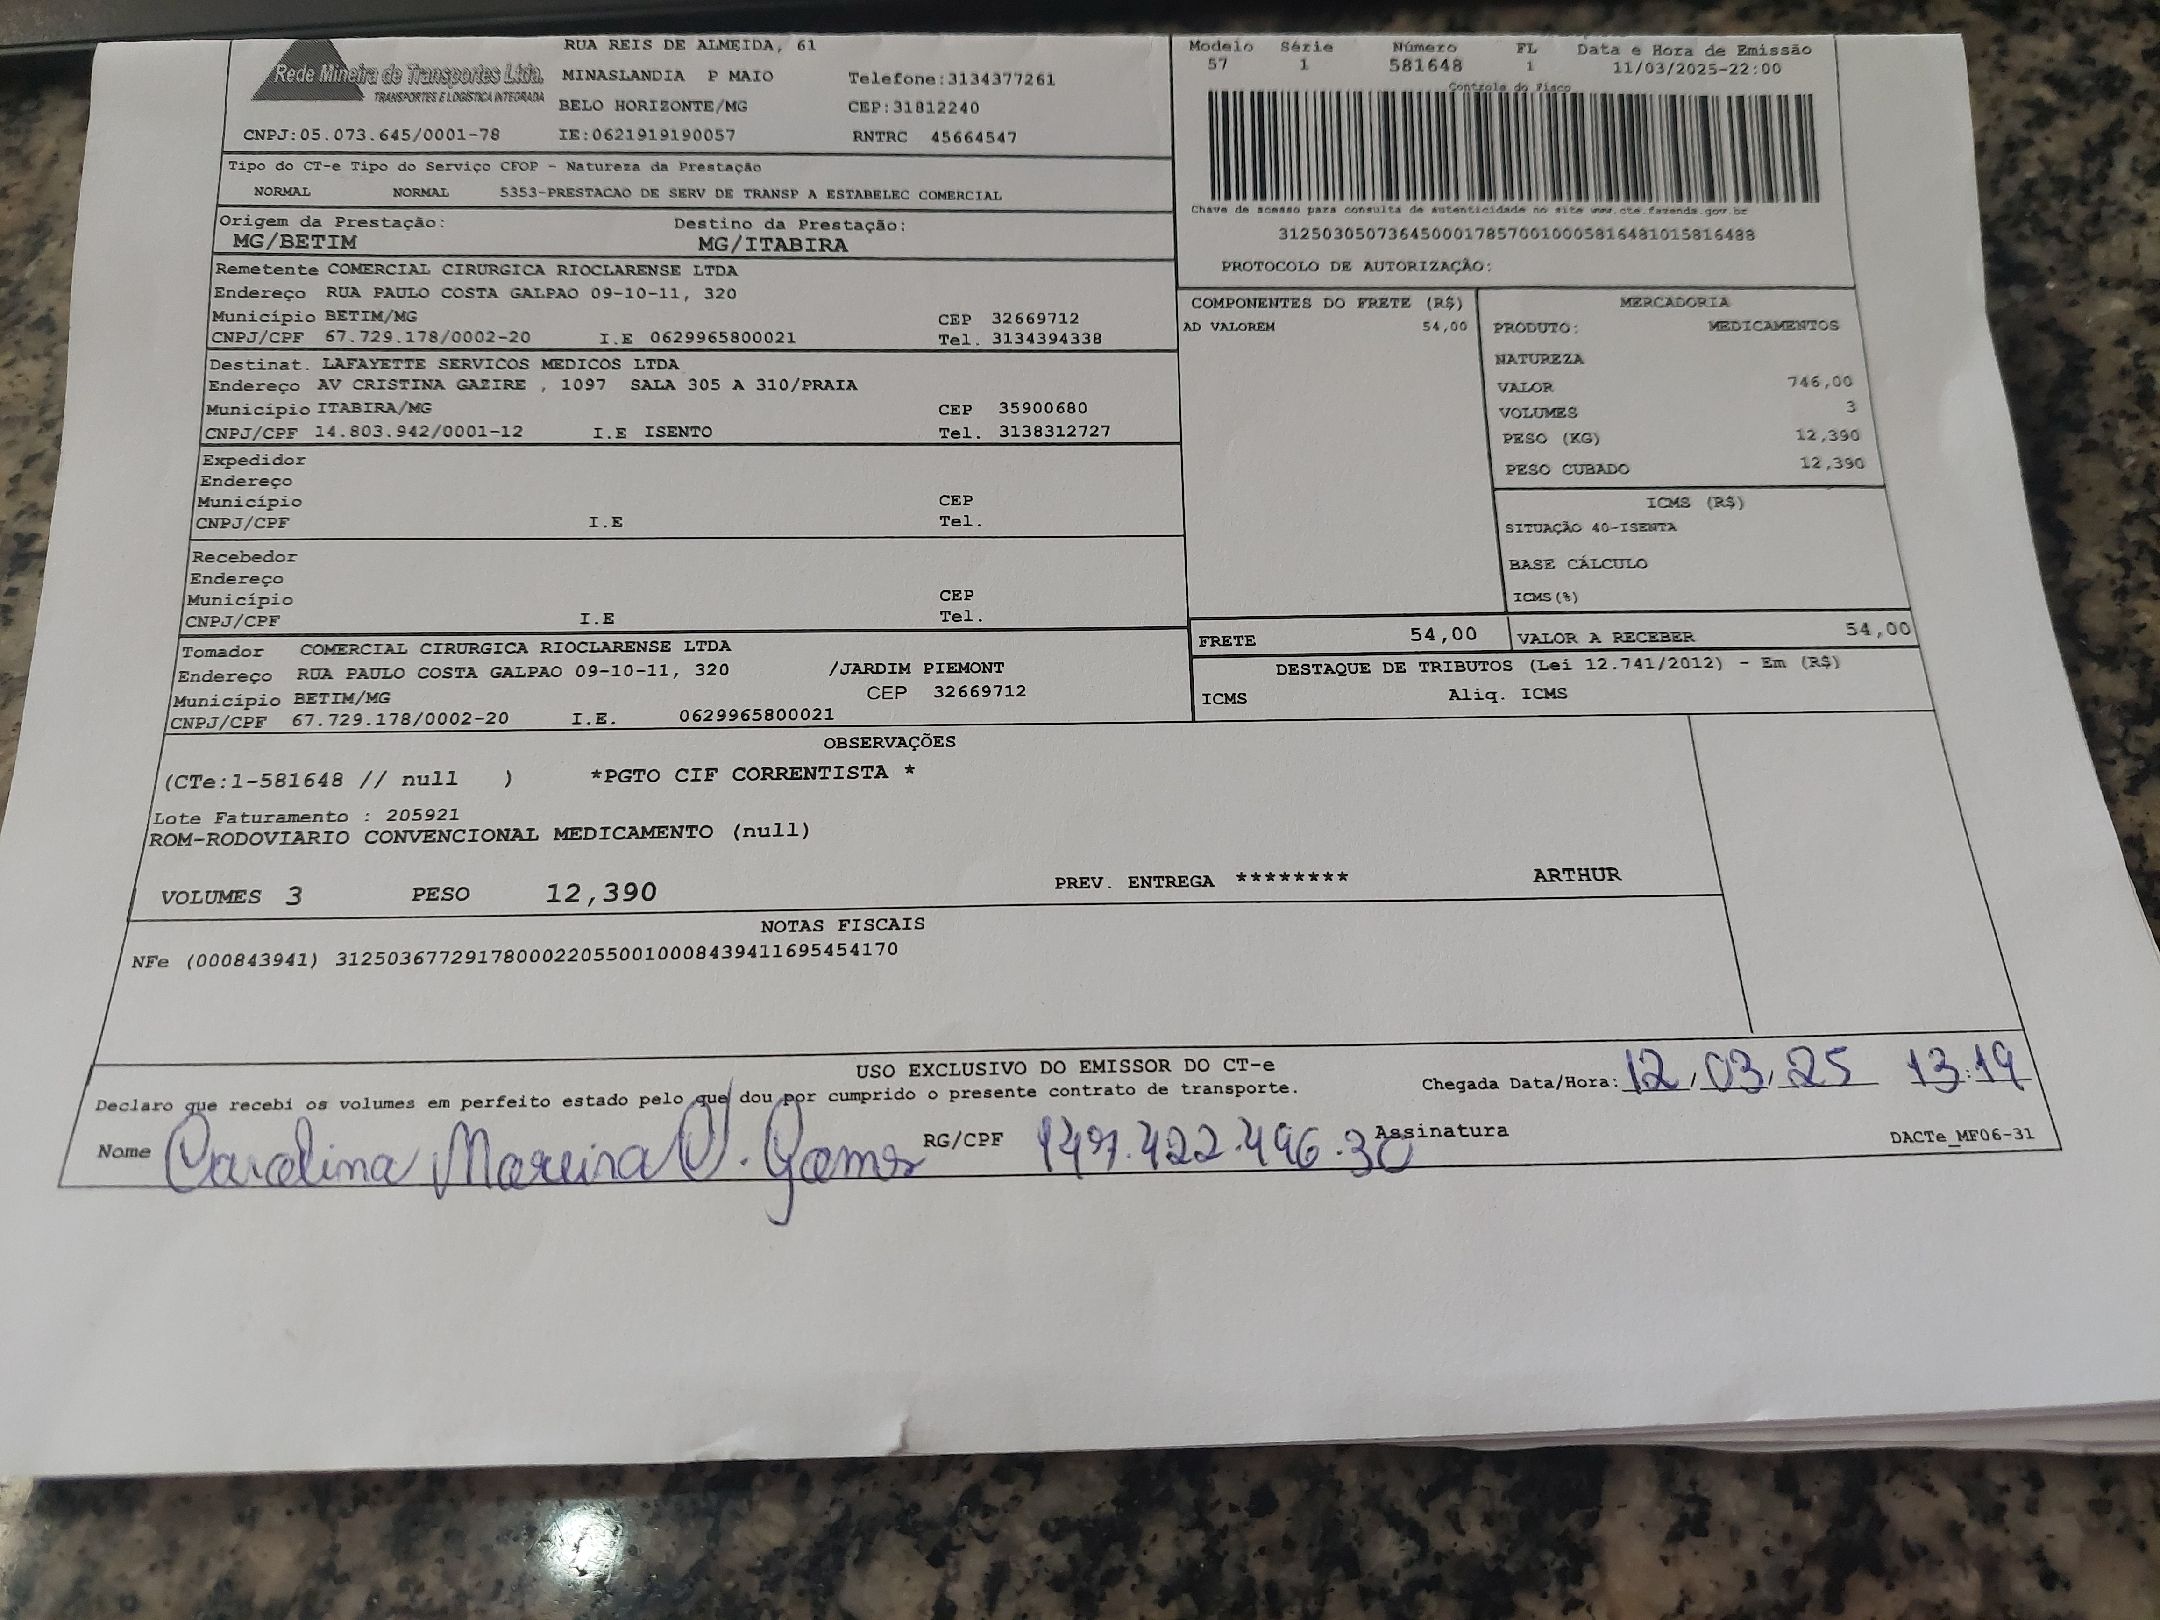 Rede Mineira de Transportes Ltda.
TRANSPORTES E LOGÍSTICA INTEGRADA
RUA REIS DE ALMEIDA, 61
MINASLANDIA P MAIO Telefone:3134377261
BELO HORIZONTE/MG CEP:31812240
CNPJ:05.073.645/0001-78 IE:0621919190057 RNTRC 45664547
Modelo Série Número FL Data e Hora de Emissão
57 1 581648 1 11/03/2025-22:00
Controle do Fisco
Chave de acesso para consulta de autenticidade no site www.cte.fazenda.gov.br
31250305073645000178570010005816481015816488
PROTOCOLO DE AUTORIZAÇÃO:
Tipo do CT-e Tipo do Serviço CFOP - Natureza da Prestação
NORMAL NORMAL 5353-PRESTACAO DE SERV DE TRANSP A ESTABELEC COMERCIAL
Origem da Prestação: Destino da Prestação:
MG/BETIM MG/ITABIRA
Remetente COMERCIAL CIRURGICA RIOCLARENSE LTDA
Endereço RUA PAULO COSTA GALPAO 09-10-11, 320
Município BETIM/MG CEP 32669712
CNPJ/CPF 67.729.178/0002-20 I.E 0629965800021 Tel. 3134394338
Destinat. LAFAYETTE SERVICOS MEDICOS LTDA
Endereço AV CRISTINA GAZIRE , 1097 SALA 305 A 310/PRAIA
Município ITABIRA/MG CEP 35900680
CNPJ/CPF 14.803.942/0001-12 I.E ISENTO Tel. 3138312727
Expedidor
Endereço
Município CEP
CNPJ/CPF I.E Tel.
Recebedor
Endereço
Município CEP
CNPJ/CPF I.E Tel.
Tomador COMERCIAL CIRURGICA RIOCLARENSE LTDA
Endereço RUA PAULO COSTA GALPAO 09-10-11, 320 /JARDIM PIEMONT
Município BETIM/MG CEP 32669712
CNPJ/CPF 67.729.178/0002-20 I.E. 0629965800021
COMPONENTES DO FRETE (R$)
AD VALOREM 54,00
MERCADORIA
PRODUTO: MEDICAMENTOS
NATUREZA
VALOR 746,00
VOLUMES 3
PESO (KG) 12,390
PESO CUBADO 12,390
ICMS (R$)
SITUAÇÃO 40-ISENTA
BASE CÁLCULO
ICMS(%)
FRETE 54,00 VALOR A RECEBER 54,00
DESTAQUE DE TRIBUTOS (Lei 12.741/2012) - Em (R$)
ICMS Aliq. ICMS
OBSERVAÇÕES
(CTe:1-581648 // null ) *PGTO CIF CORRENTISTA *
Lote Faturamento : 205921
ROM-RODOVIARIO CONVENCIONAL MEDICAMENTO (null)
VOLUMES 3 PESO 12,390 PREV. ENTREGA ******** ARTHUR
NOTAS FISCAIS
NFe (000843941) 31250367729178000220550010008439411695454170
USO EXCLUSIVO DO EMISSOR DO CT-e
Declaro que recebi os volumes em perfeito estado pelo que dou por cumprido o presente contrato de transporte.
Chegada Data/Hora: 12/03/25 13:19
Nome Carolina Moreira O. Gomes RG/CPF 149.422.496.30 Assinatura
DACTe_MF06-31